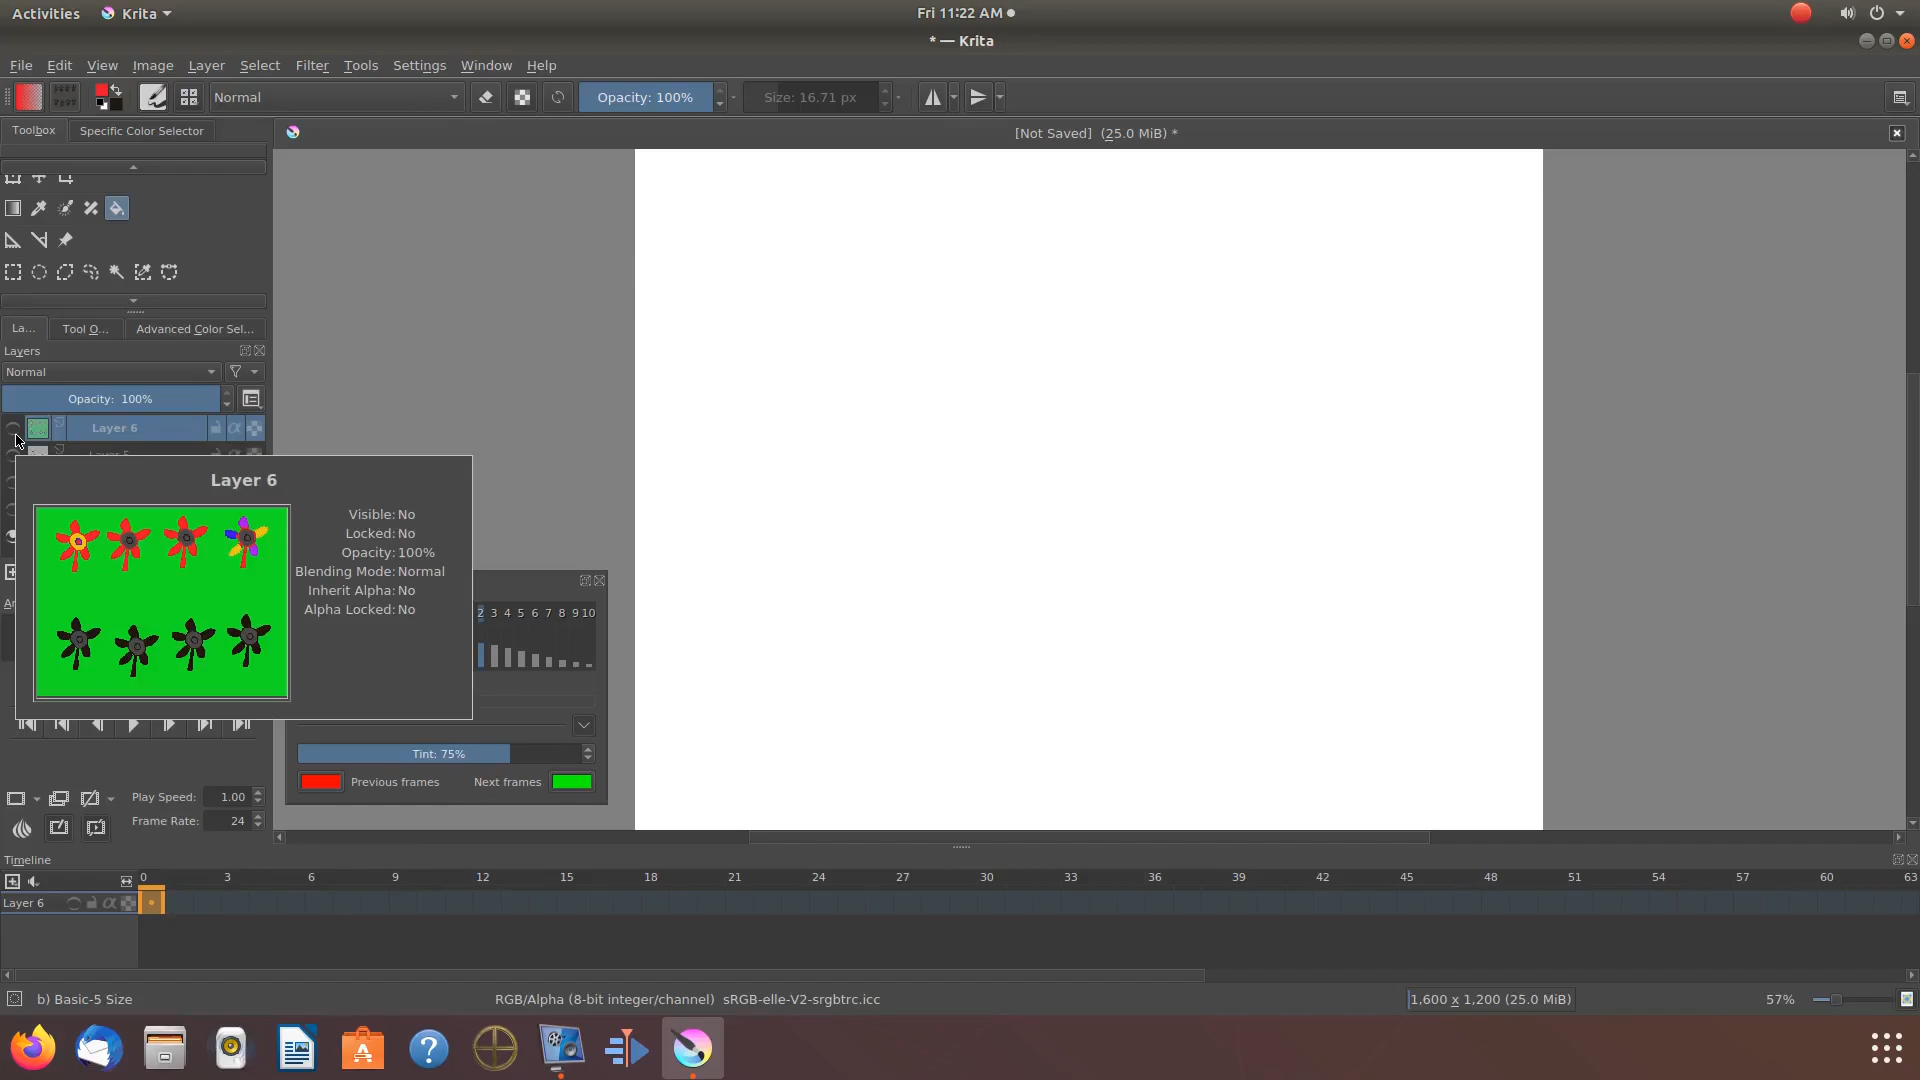 Activities Krita Fri 11:22 AM
* — Krita
File Edit View Image Layer Select Filter Tools Settings Window Help
Normal Opacity: 100% Size: 16.71 px
Toolbox Specific Color Selector [Not Saved] (25.0 MiB) *
La... Tool O... Advanced Color Sel...
Layers
Normal
Opacity: 100%
Layer 6
Layer 6
Visible: No
Locked: No
Opacity: 100%
Blending Mode: Normal
Inherit Alpha: No
Alpha Locked: No
2 3 4 5 6 7 8 9 10
Tint: 75%
Previous frames Next frames
Play Speed: 1.00
Frame Rate: 24
Timeline
0 3 6 9 12 15 18 21 24 27 30 33 36 39 42 45 48 51 54 57 60 63
Layer 6
b) Basic-5 Size RGB/Alpha (8-bit integer/channel) sRGB-elle-V2-srgbtrc.icc 1,600 x 1,200 (25.0 MiB) 57%